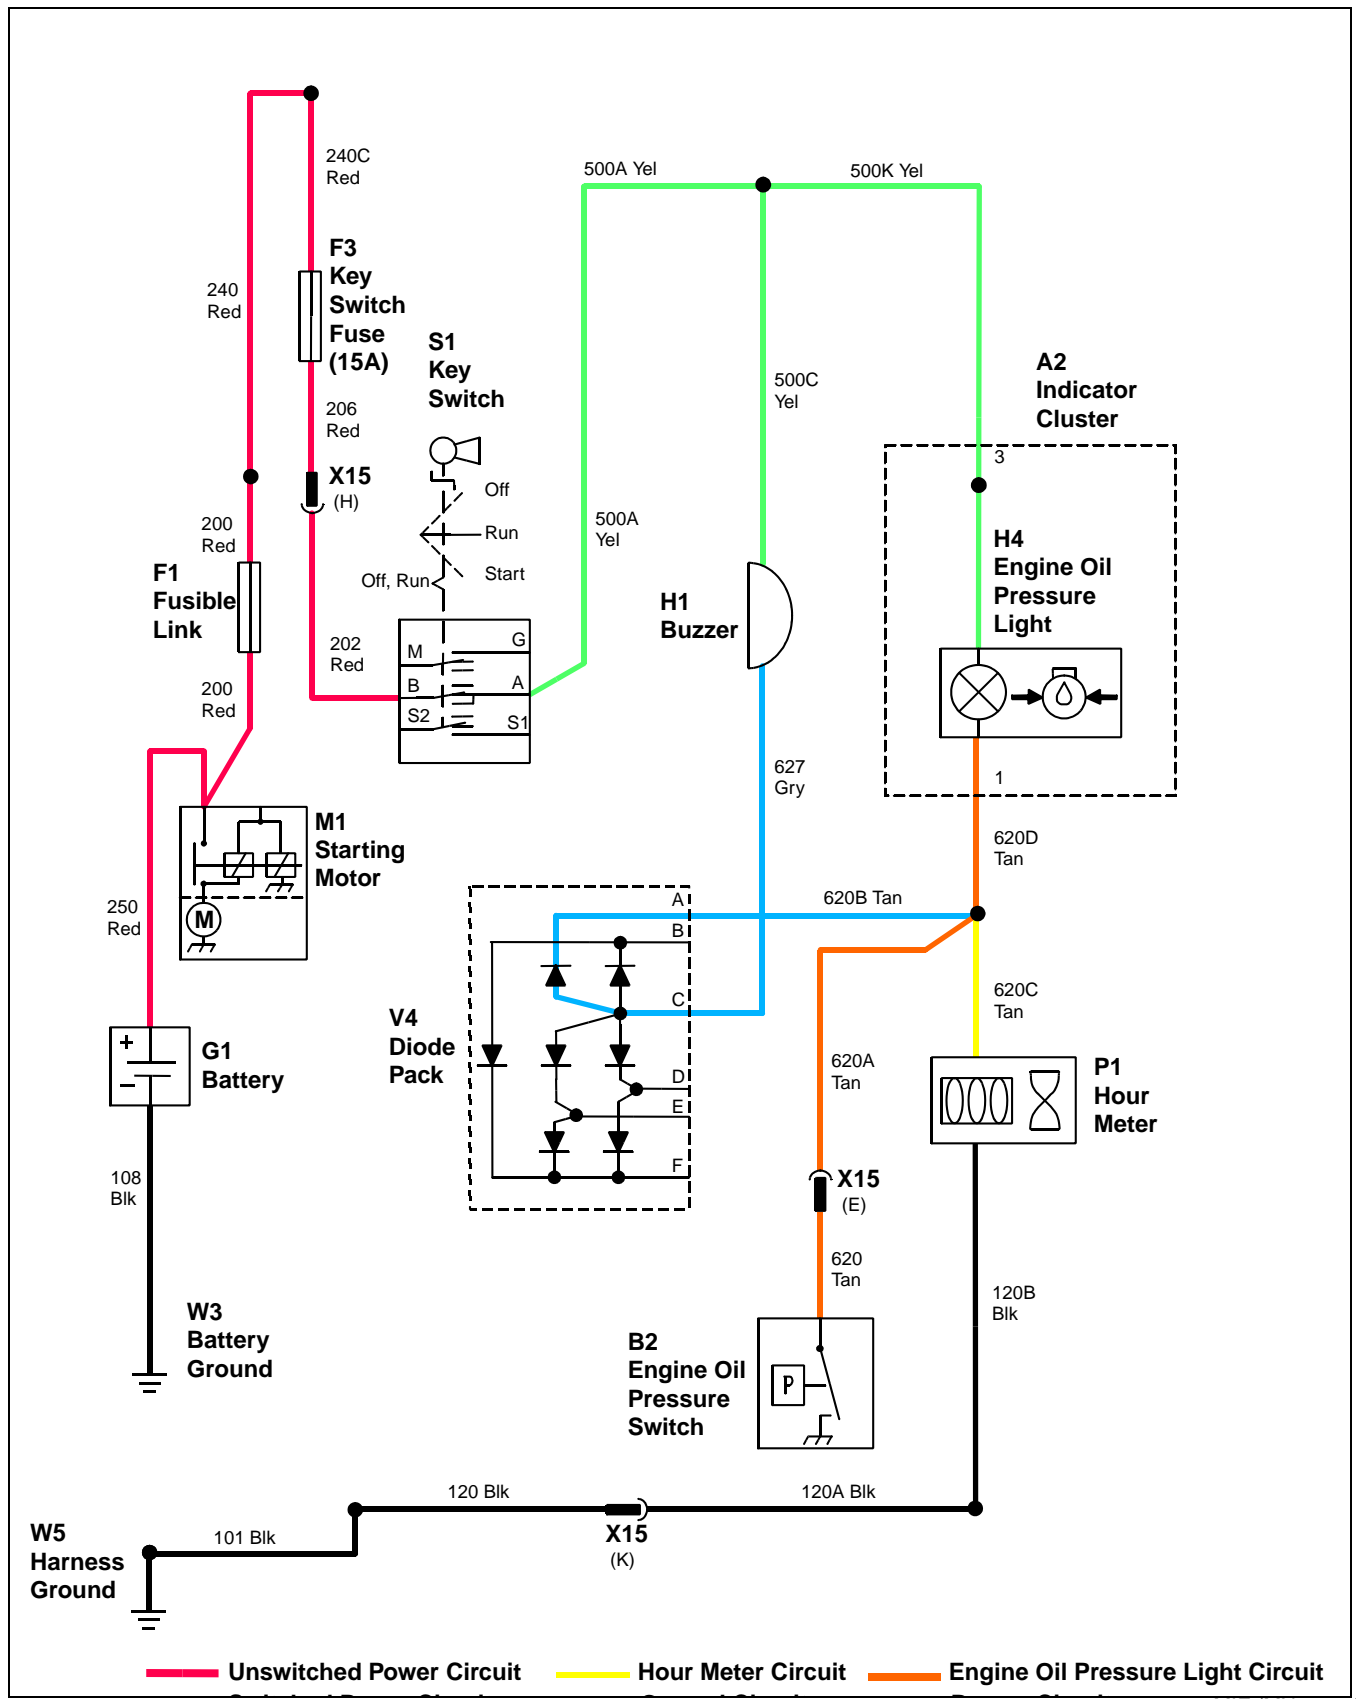 240C
Red
500A Yel
500K Yel
F3
Key
Switch
Fuse
(15A)
240
Red
S1
Key
Switch
A2
Indicator
Cluster
500C
Yel
206
Red
X15
(H)
3
Off
Run
Start
Off, Run
500A
Yel
200
Red
F1
Fusible
Link
H4
Engine Oil
Pressure
Light
H1
Buzzer
202
Red
M
G
B
A
S2
S1
200
Red
627
Gry
1
M1
Starting
Motor
M
620D
Tan
250
Red
A
620B Tan
B
C
620C
Tan
V4
Diode
Pack
+
−
G1
Battery
D
E
F
620A
Tan
P1
Hour
Meter
108
Blk
X15
(E)
620
Tan
W3
Battery
Ground
120B
Blk
B2
Engine Oil
Pressure
Switch
P
120 Blk
120A Blk
X15
(K)
W5
Harness
Ground
101 Blk
Unswitched Power Circuit
Hour Meter Circuit
Engine Oil Pressure Light Circuit